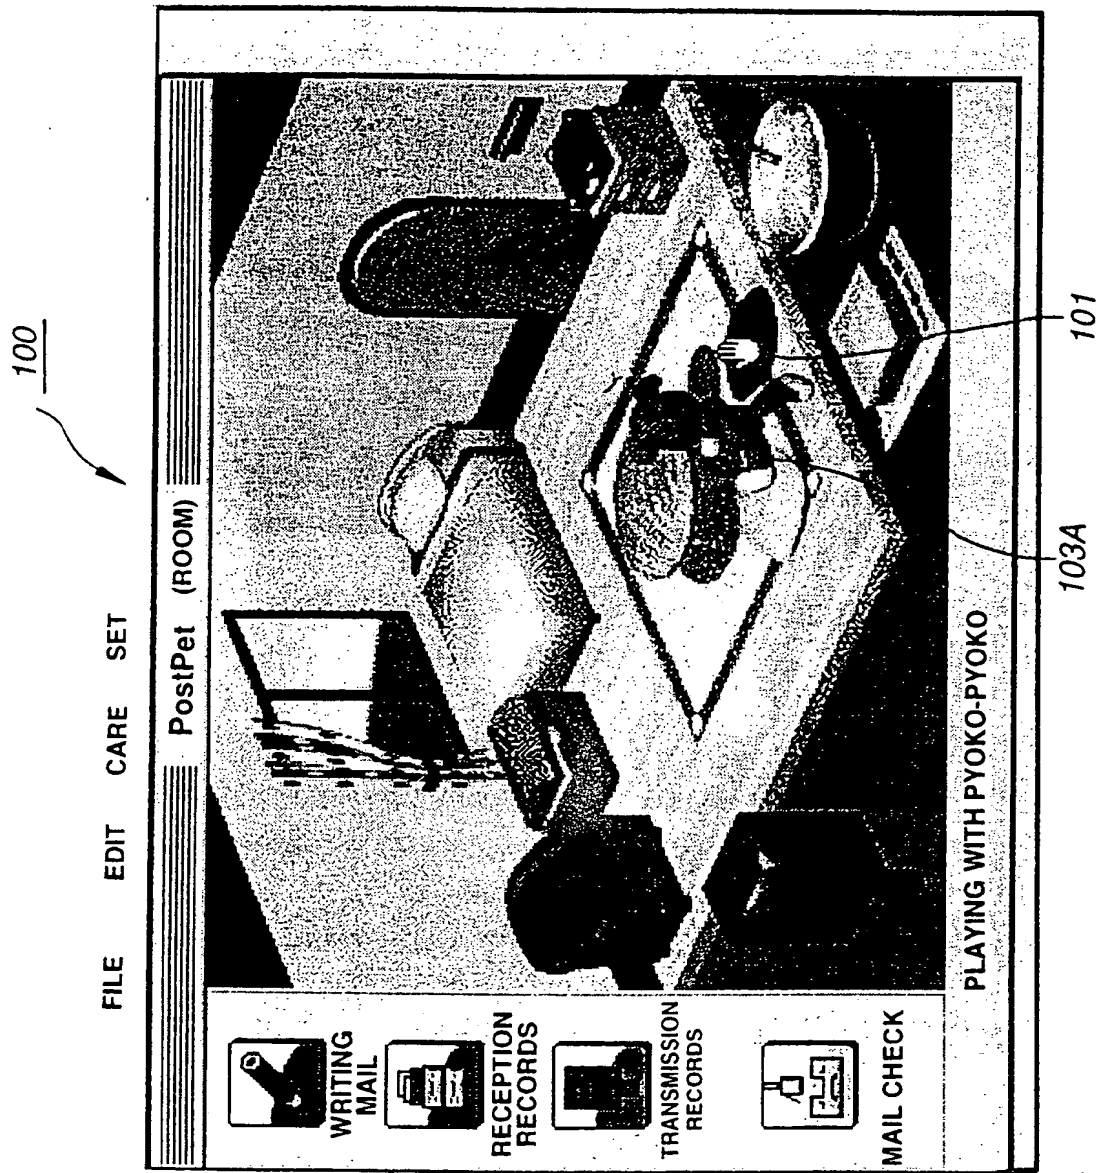 100
FILE EDIT CARE SET
PostPet (ROOM)
WRITING
MAIL
RECEPTION
RECORDS
TRANSMISSION
RECORDS
MAIL CHECK
PLAYING WITH PYOKO-PYOKO
103A
101